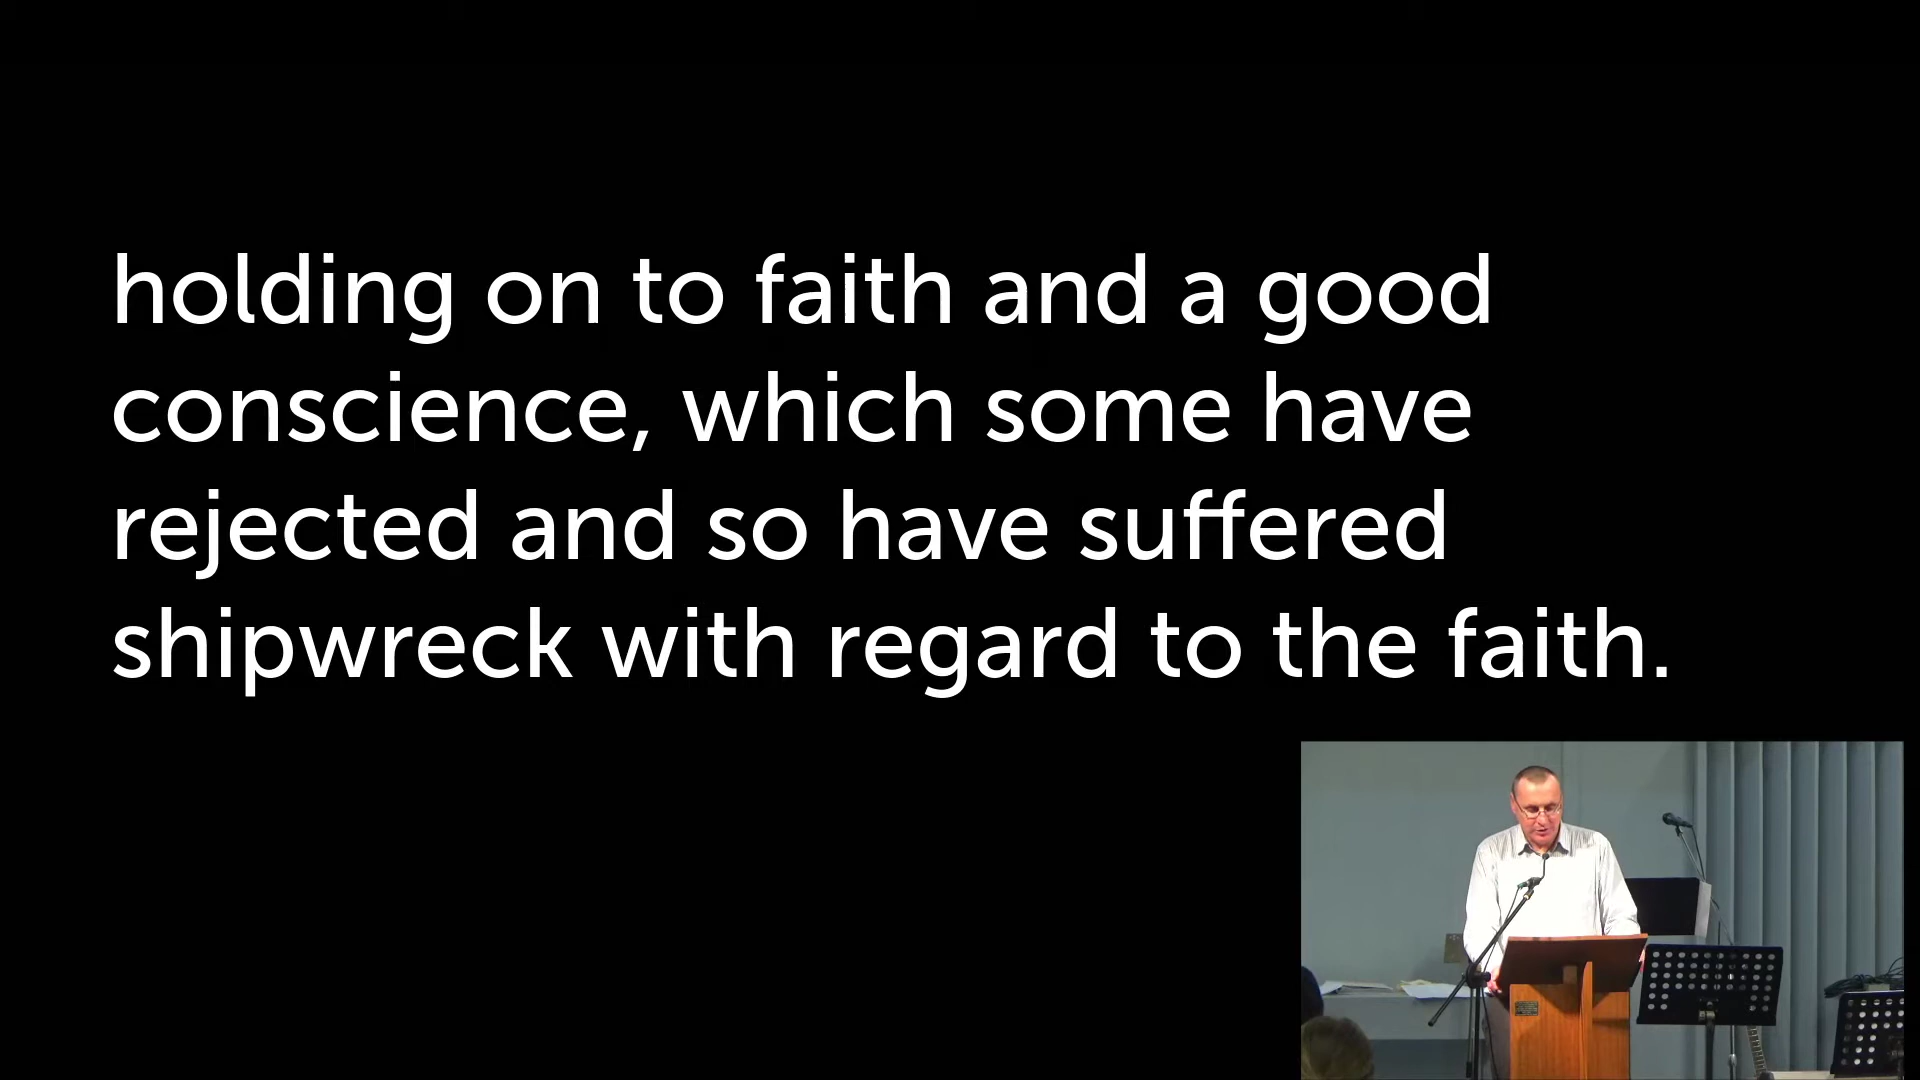 holding on to faith and a good
conscience, which some have
rejected and so have suffered
shipwreck with regard to the faith.